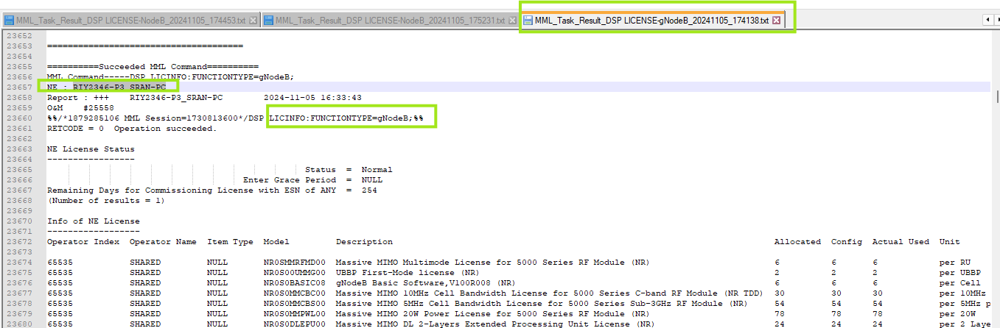 MML_Task_Result_DSP LICENSE-NodeB_20241105_174453.txt MML_Task_Result_DSP LICENSE-NodeB_20241105_175231.txt MML_Task_Result_DSP LICENSE-gNodeB_20241105_174138.txt
23652
23653 ======================================
23654
23655 ==========Succeeded MML Command==========
23656 MML Command-----DSP LICINFO:FUNCTIONTYPE=gNodeB;
23657 NE : RIY2346-P3_SRAN-PC
23658 Report : +++ RIY2346-P3_SRAN-PC 2024-11-05 16:33:43
23659 O&M #25558
23660 %%/*1879285106 MML Session=1730813600*/DSP LICINFO:FUNCTIONTYPE=gNodeB;%%
23661 RETCODE = 0 Operation succeeded.
23662
23663 NE License Status
23664 -----------------
23665 Status = Normal
23666 Enter Grace Period = NULL
23667 Remaining Days for Commissioning License with ESN of ANY = 254
23668 (Number of results = 1)
23669
23670 Info of NE License
23671 ------------------
23672 Operator Index Operator Name Item Type Model Description Allocated Config Actual Used Unit
23673
23674 65535 SHARED NULL NR0SMMRFMD00 Massive MIMO Multimode License for 5000 Series RF Module (NR) 6 6 6 per RU
23675 65535 SHARED NULL NR0S00UMMG00 UBBP First-Mode license (NR) 2 2 2 per UBBP
23676 65535 SHARED NULL NR0S0BASIC08 gNodeB Basic Software,V100R008 (NR) 6 6 6 per Cell
23677 65535 SHARED NULL NR0S0MMCBC00 Massive MIMO 10MHz Cell Bandwidth License for 5000 Series C-band RF Module (NR TDD) 30 30 30 per 10MHz
23678 65535 SHARED NULL NR0S0MMCBS00 Massive MIMO 5MHz Cell Bandwidth License for 5000 Series Sub-3GHz RF Module (NR) 54 54 54 per 5MHz p
23679 65535 SHARED NULL NR0S0MMPWL00 Massive MIMO 20W Power License for 5000 Series RF Module (NR) 78 78 78 per 20W
23680 65535 SHARED NULL NR0S0DLEPU00 Massive MIMO DL 2-Layers Extended Processing Unit License (NR) 24 24 24 per 2 Laye